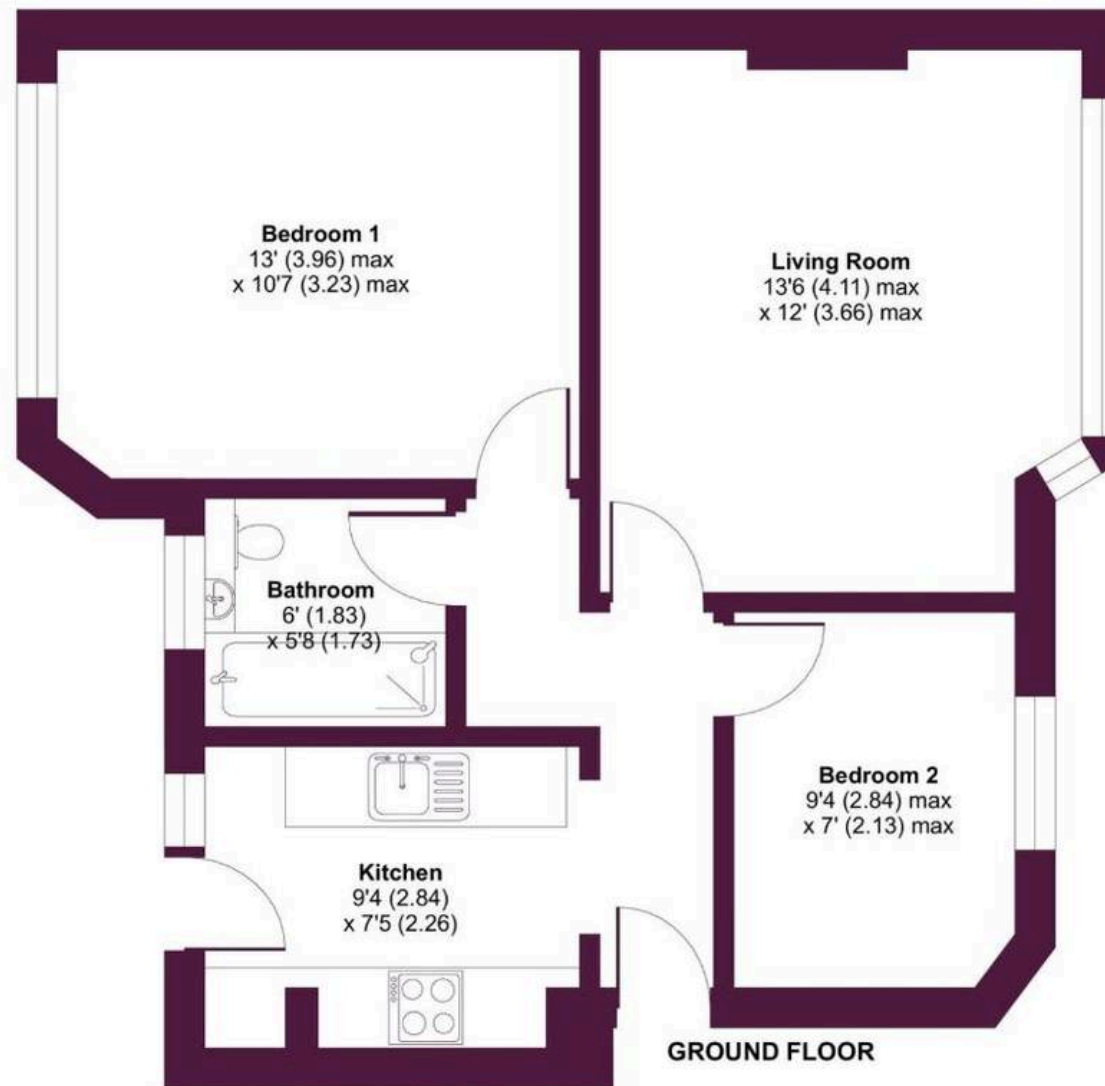 Bedroom 1
13' (3.96) max
x 10'7 (3.23) max
Living Room
13'6 (4.11) max
x 12' (3.66) max
Bathroom
6' (1.83)
x 5'8 (1.73)
Bedroom 2
9'4 (2.84) max
x 7' (2.13) max
Kitchen
9'4 (2.84)
x 7'5 (2.26)
GROUND FLOOR